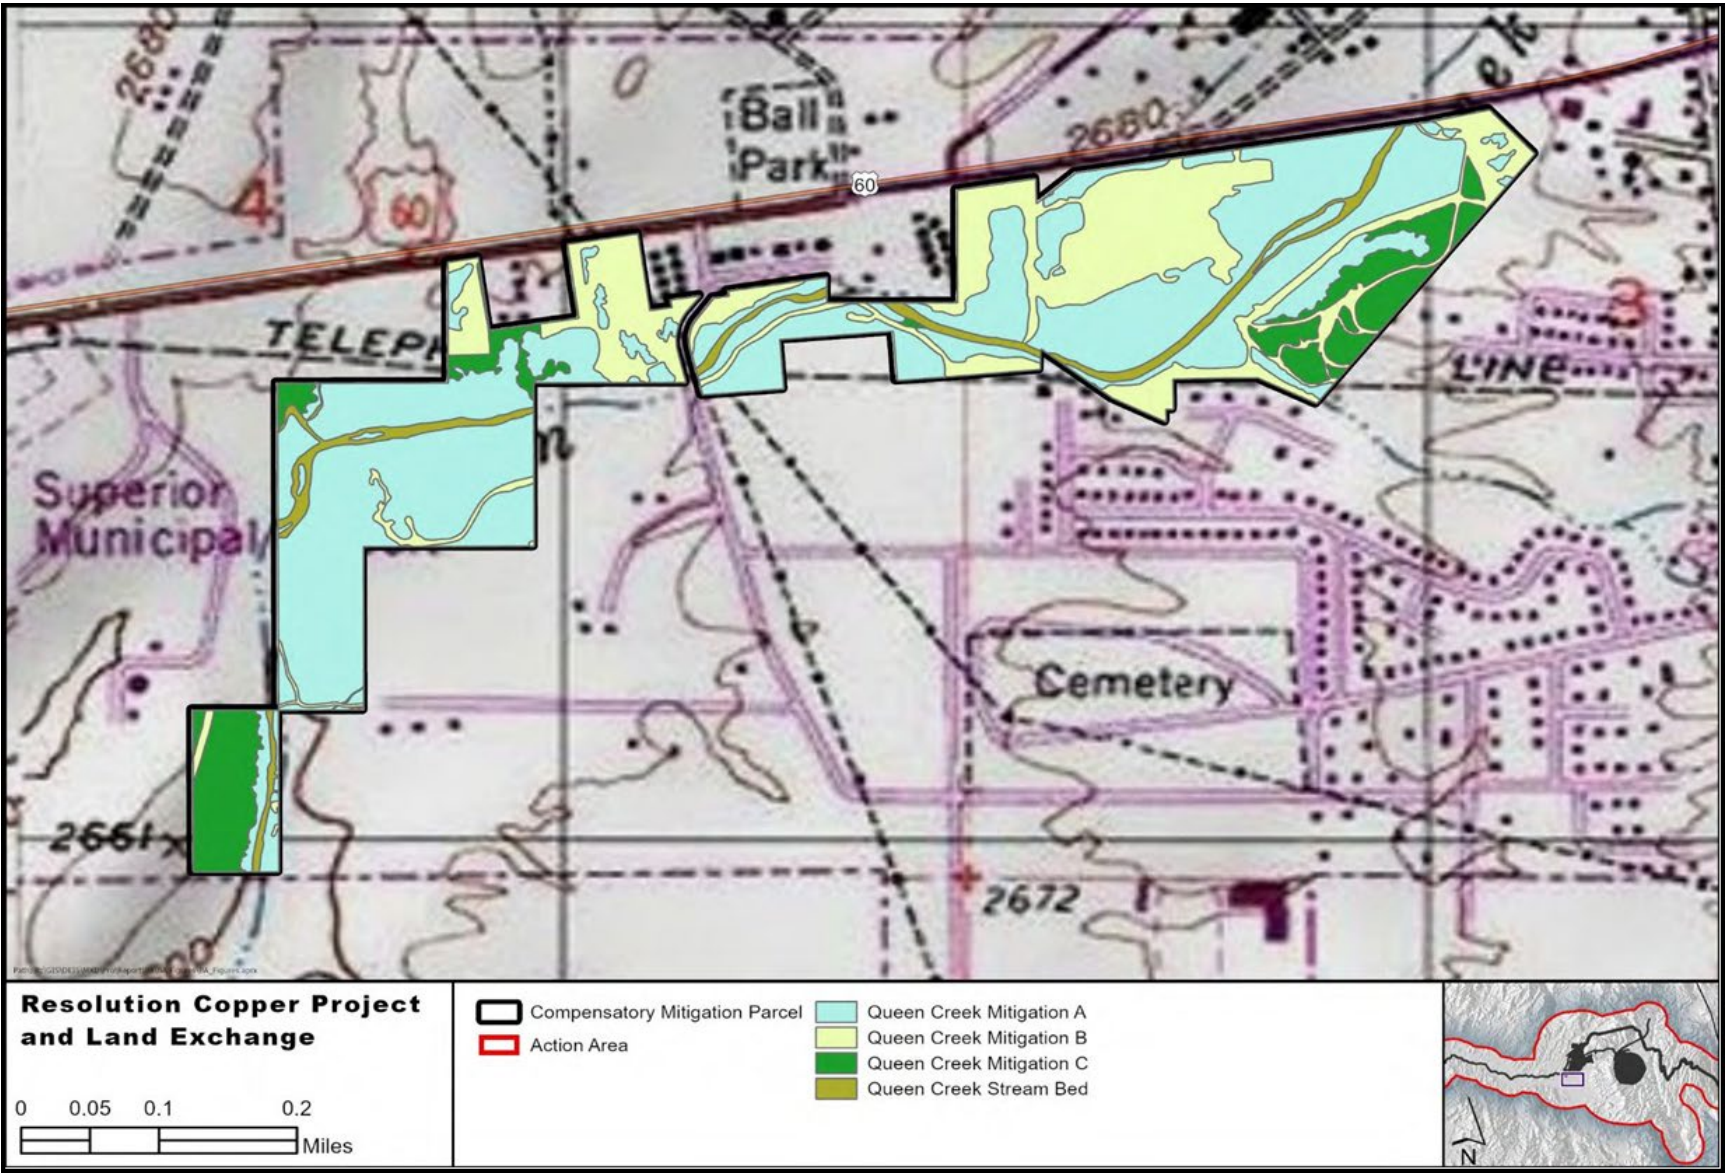 2680
Ball
Park
2680
ek
60
4
60
TELEPH
LINE
3
m
Superior
Municipal
Cemetery
2661
2672
Resolution Copper Project
and Land Exchange
0 0.05 0.1 0.2
Miles
Compensatory Mitigation Parcel
Action Area
Queen Creek Mitigation A
Queen Creek Mitigation B
Queen Creek Mitigation C
Queen Creek Stream Bed
N